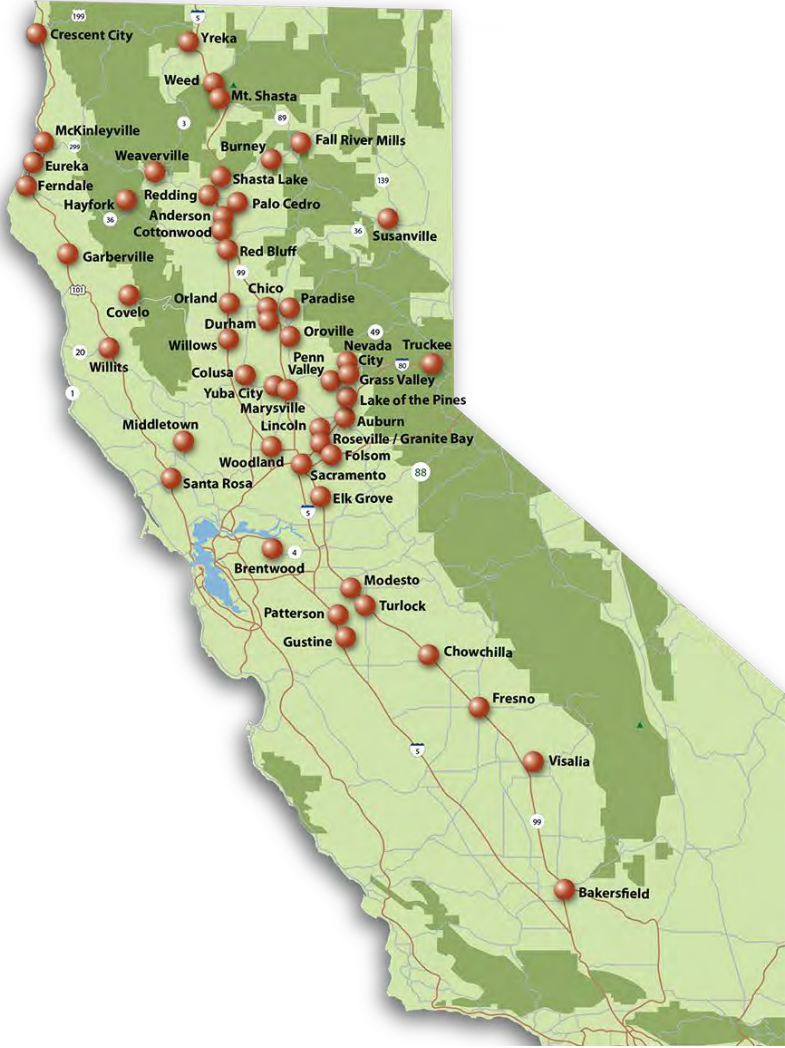 199
5
Crescent City
Yreka
Weed
Mt. Shasta
3
89
McKinleyville
299
Fall River Mills
Burney
Weaverville
Eureka
Shasta Lake
139
Ferndale
Redding
Hayfork
Palo Cedro
Anderson
36
Cottonwood
36
Susanville
Red Bluff
Garberville
99
101
Chico
Orland
Paradise
Covelo
Durham
Oroville
49
Willows
Nevada
City
Truckee
20
Penn
Valley
80
Willits
Colusa
Grass Valley
1
Yuba City
Lake of the Pines
Marysville
Middletown
Lincoln
Auburn
Roseville / Granite Bay
Folsom
Woodland
Sacramento
88
Santa Rosa
Elk Grove
5
4
Brentwood
Modesto
Turlock
Patterson
Gustine
Chowchilla
Fresno
5
Visalia
99
Bakersfield